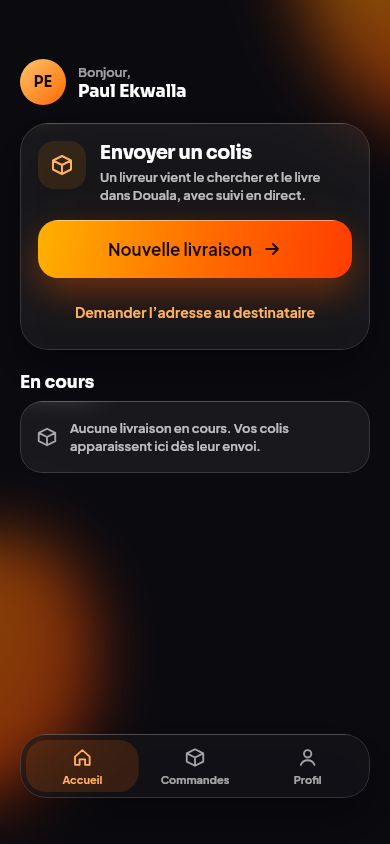 PE
Bonjour,
Paul Ekwalla
Envoyer un colis
Un livreur vient le chercher et le livre
dans Douala, avec suivi en direct.
Nouvelle livraison →
Demander l’adresse au destinataire
En cours
Aucune livraison en cours. Vos colis
apparaissent ici dès leur envoi.
Accueil
Commandes
Profil